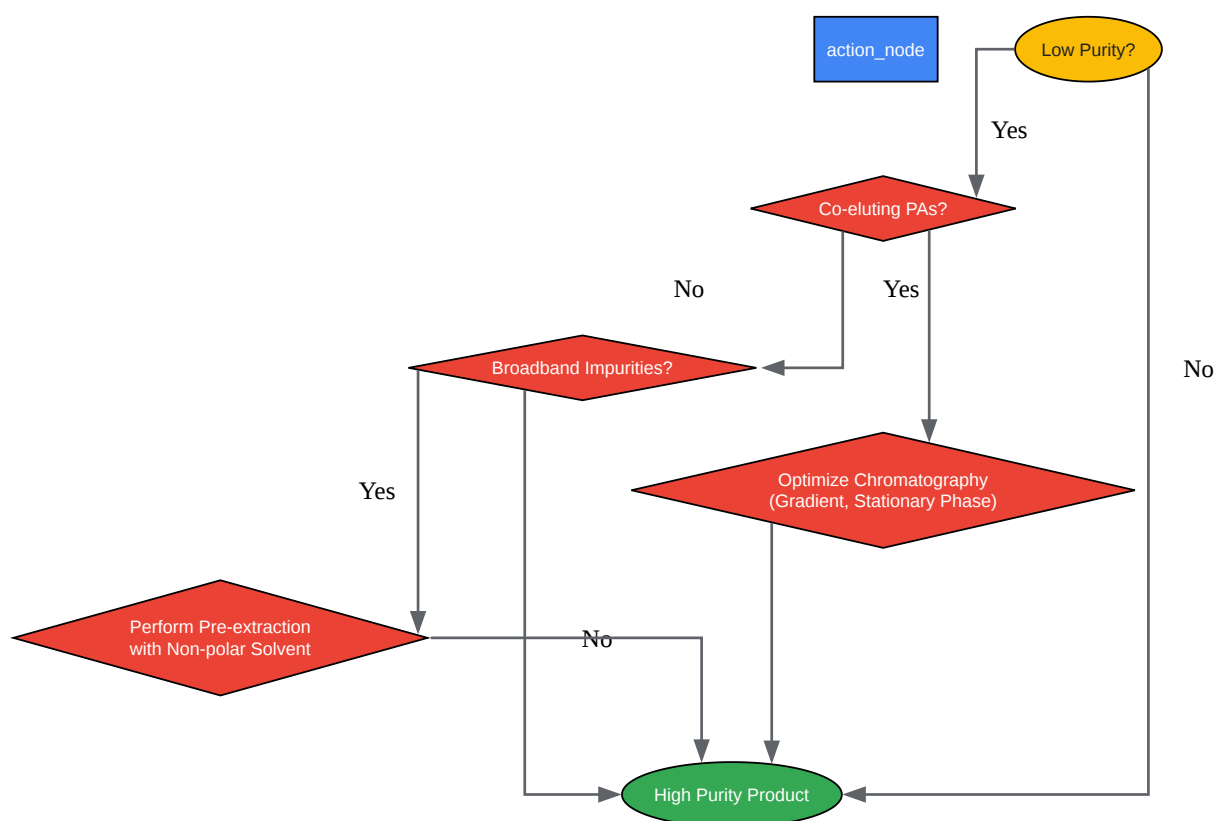 action_node
Low Purity?
Yes
Co-eluting PAs?
No
Yes
Broadband Impurities?
No
Optimize Chromatography
(Gradient, Stationary Phase)
Yes
Perform Pre-extraction
with Non-polar Solvent
No
High Purity Product